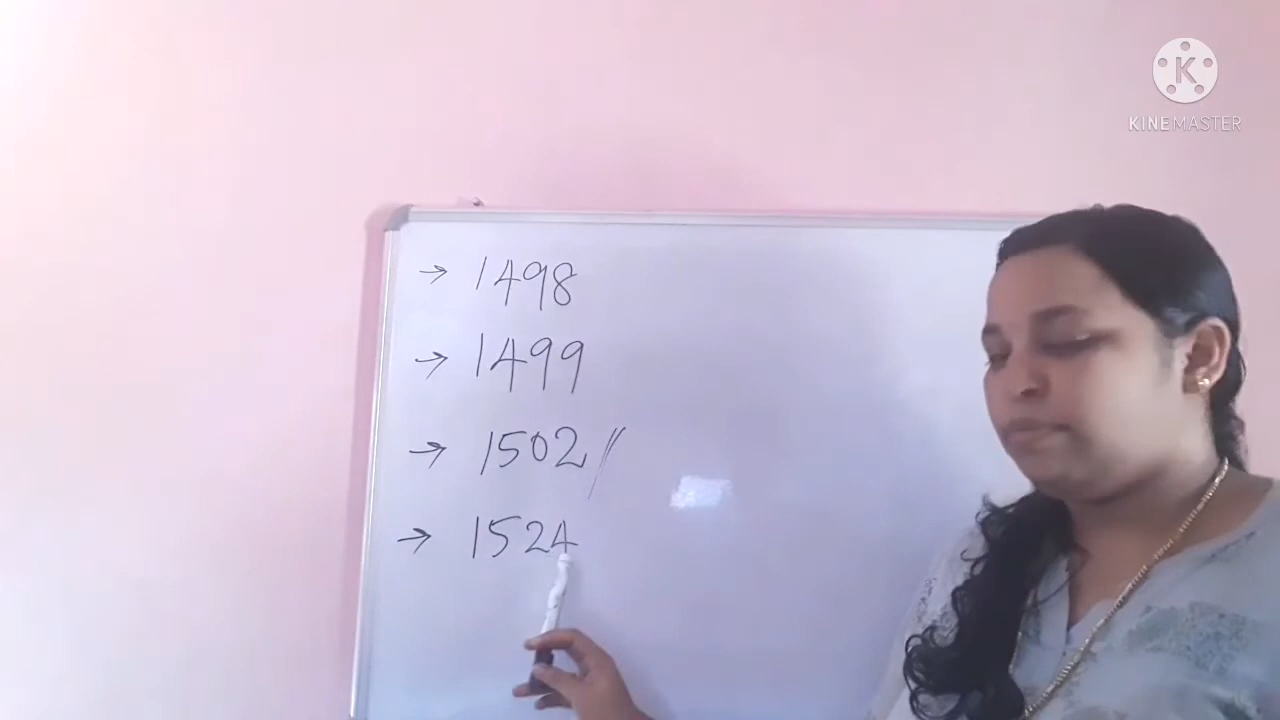 K
KINEMASTER
→ 1498
→ 1499
→ 1502 //
→ 1524